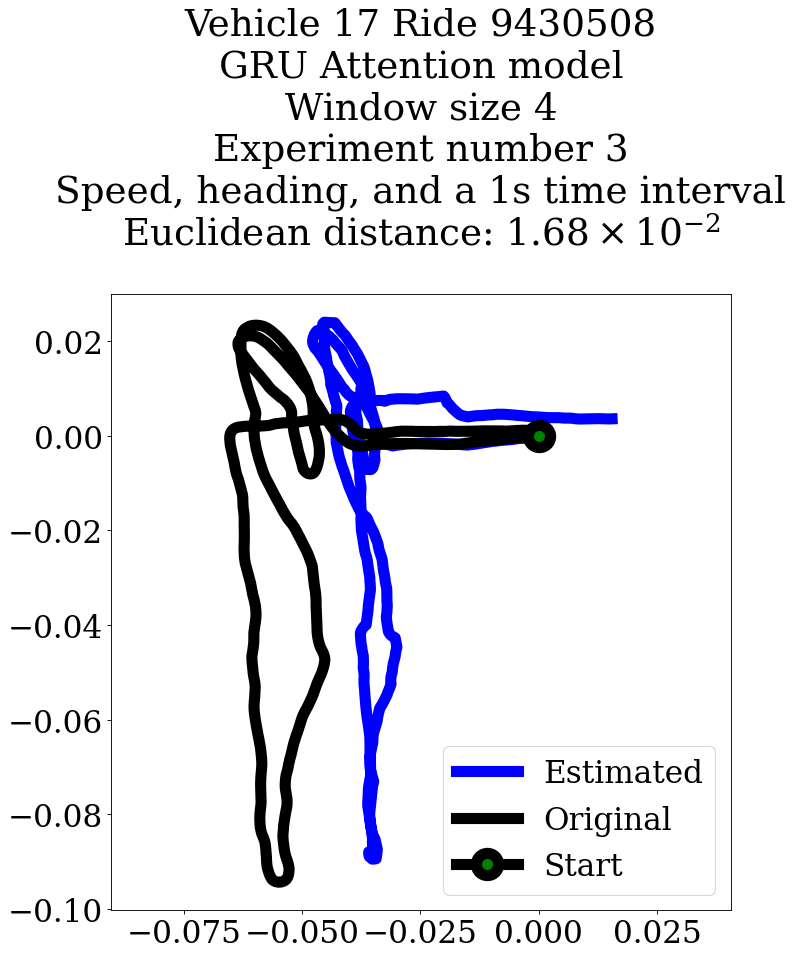 Vehicle 17 Ride 9430508
GRU Attention model
Window size 4
Experiment number 3
Speed, heading, and a 1s time interval
Euclidean distance: 1.68 × 10⁻²
0.02
0.00
−0.02
−0.04
−0.06
−0.08
−0.10
Estimated
Original
Start
−0.075 −0.050 −0.025 0.000 0.025